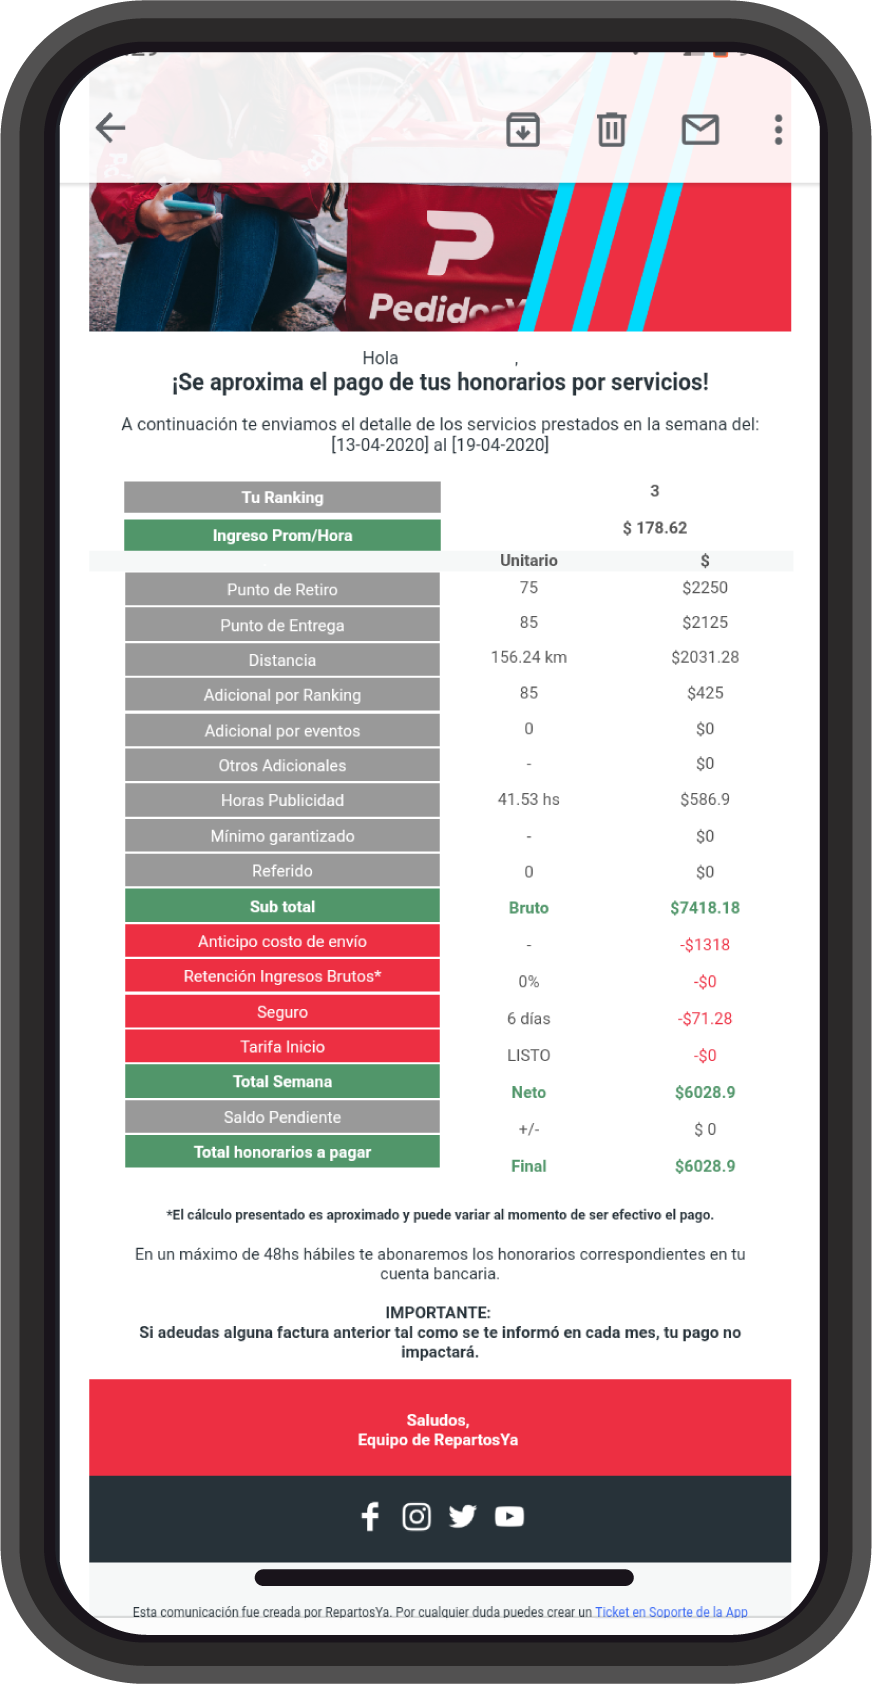 P
PedidosYa
Hola ,
¡Se aproxima el pago de tus honorarios por servicios!
A continuación te enviamos el detalle de los servicios prestados en la semana del:
[13-04-2020] al [19-04-2020]
Tu Ranking 3
Ingreso Prom/Hora $ 178.62
Unitario $
Punto de Retiro 75 $2250
Punto de Entrega 85 $2125
Distancia 156.24 km $2031.28
Adicional por Ranking 85 $425
Adicional por eventos 0 $0
Otros Adicionales - $0
Horas Publicidad 41.53 hs $586.9
Mínimo garantizado - $0
Referido 0 $0
Sub total Bruto $7418.18
Anticipo costo de envío - -$1318
Retención Ingresos Brutos* 0% -$0
Seguro 6 días -$71.28
Tarifa Inicio LISTO -$0
Total Semana Neto $6028.9
Saldo Pendiente +/- $ 0
Total honorarios a pagar Final $6028.9
*El cálculo presentado es aproximado y puede variar al momento de ser efectivo el pago.
En un máximo de 48hs hábiles te abonaremos los honorarios correspondientes en tu
cuenta bancaria.
IMPORTANTE:
Si adeudas alguna factura anterior tal como se te informó en cada mes, tu pago no
impactará.
Saludos,
Equipo de RepartosYa
Esta comunicación fue creada por RepartosYa. Por cualquier duda puedes crear un Ticket en Soporte de la App